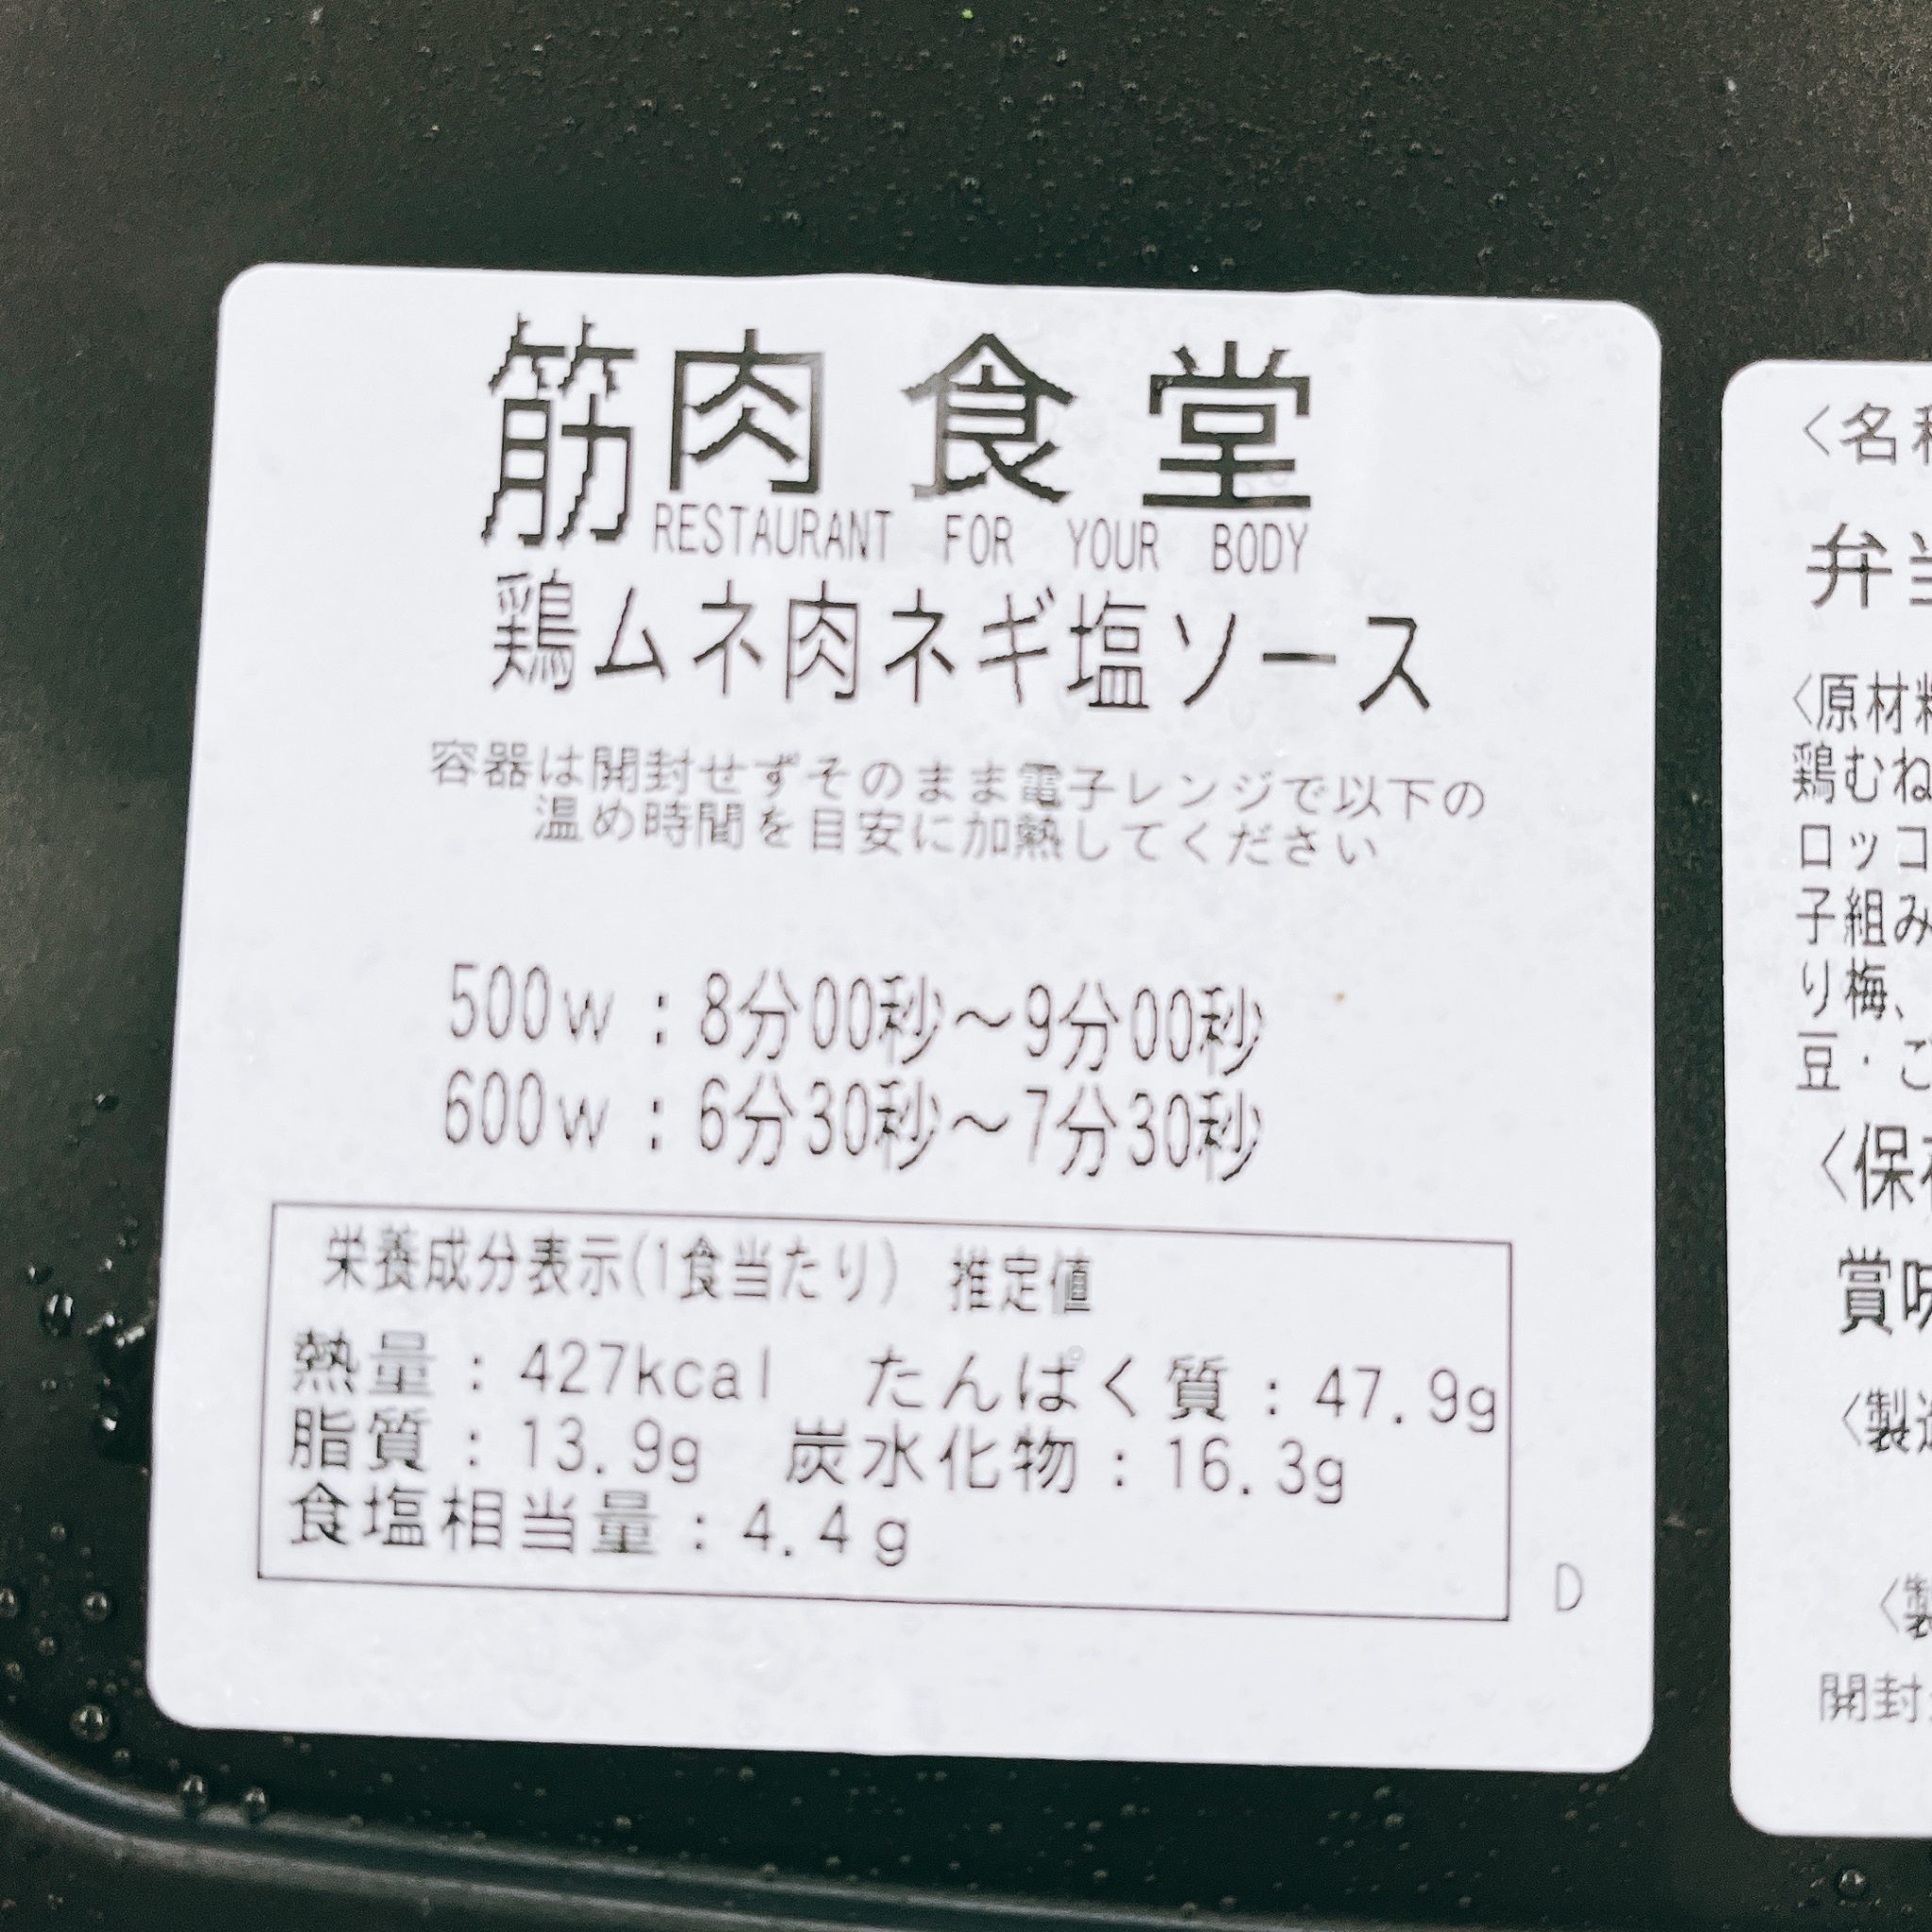 筋肉食堂
RESTAURANT FOR YOUR BODY
鶏ムネ肉ネギ塩ソース
容器は開封せずそのまま電子レンジで以下の
温め時間を目安に加熱してください
500w：8分00秒～9分00秒
600w：6分30秒～7分30秒
栄養成分表示(1食当たり) 推定値
熱量：427kcal たんぱく質：47.9g
脂質：13.9g 炭水化物：16.3g
食塩相当量：4.4g
D
〈名
弁
〈原材
鶏むね
ロッコ
子組み
り梅、
豆・ご
〈保
賞味
〈製
〈製
開封